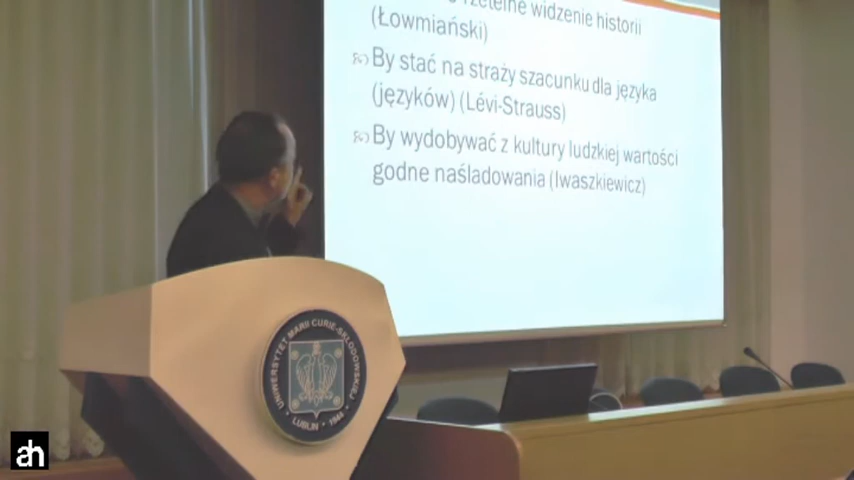 rzetelne widzenie historii
(Łowmiański)
By stać na straży szacunku dla języka
(języków) (Lévi-Strauss)
By wydobywać z kultury ludzkiej wartości
godne naśladowania (Iwaszkiewicz)
UNIWERSYTET MARII CURIE-SKŁODOWSKIEJ
LUBLIN • 1944
ah